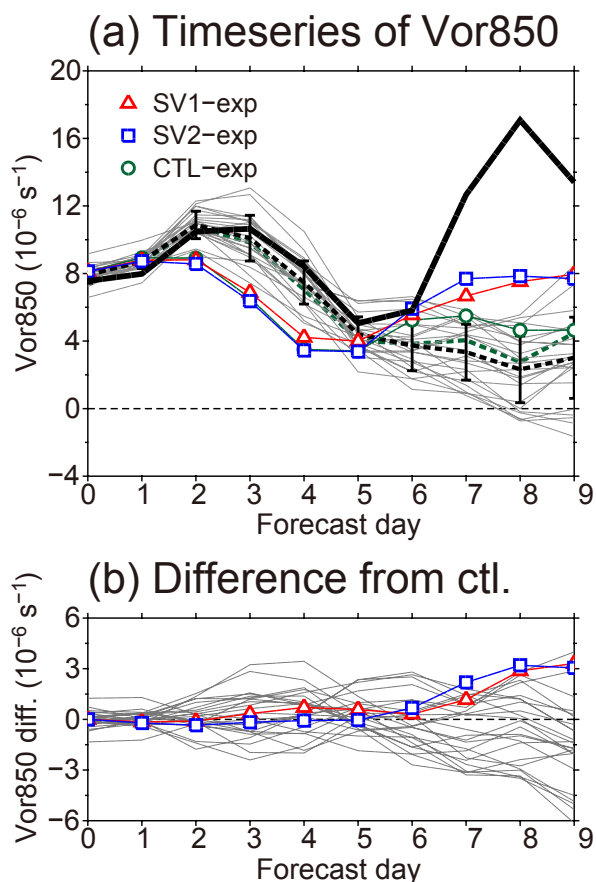 (a) Timeseries of Vor850
20
16
12
8
4
0
−4
Vor850 (10⁻⁶ s⁻¹)
SV1−exp
SV2−exp
CTL−exp
0 1 2 3 4 5 6 7 8 9
Forecast day
(b) Difference from ctl.
6
3
0
−3
−6
Vor850 diff. (10⁻⁶ s⁻¹)
0 1 2 3 4 5 6 7 8 9
Forecast day